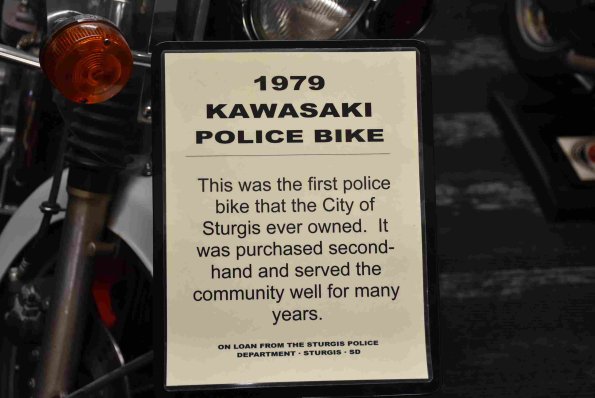 1979
KAWASAKI
POLICE BIKE
This was the first police
bike that the City of
Sturgis ever owned. It
was purchased second-
hand and served the
community well for many
years.
ON LOAN FROM THE STURGIS POLICE
DEPARTMENT · STURGIS · SD